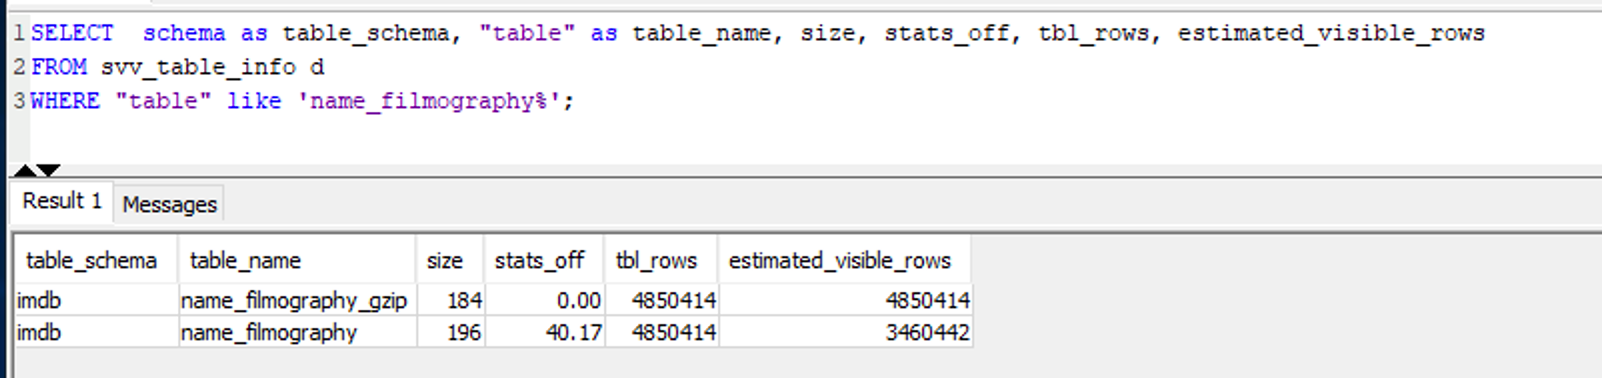 1 SELECT  schema as table_schema, "table" as table_name, size, stats_off, tbl_rows, estimated_visible_rows
2 FROM svv_table_info d
3 WHERE "table" like 'name_filmography%';
Result 1 Messages
table_schema table_name size stats_off tbl_rows estimated_visible_rows
imdb name_filmography_gzip 184 0.00 4850414 4850414
imdb name_filmography 196 40.17 4850414 3460442